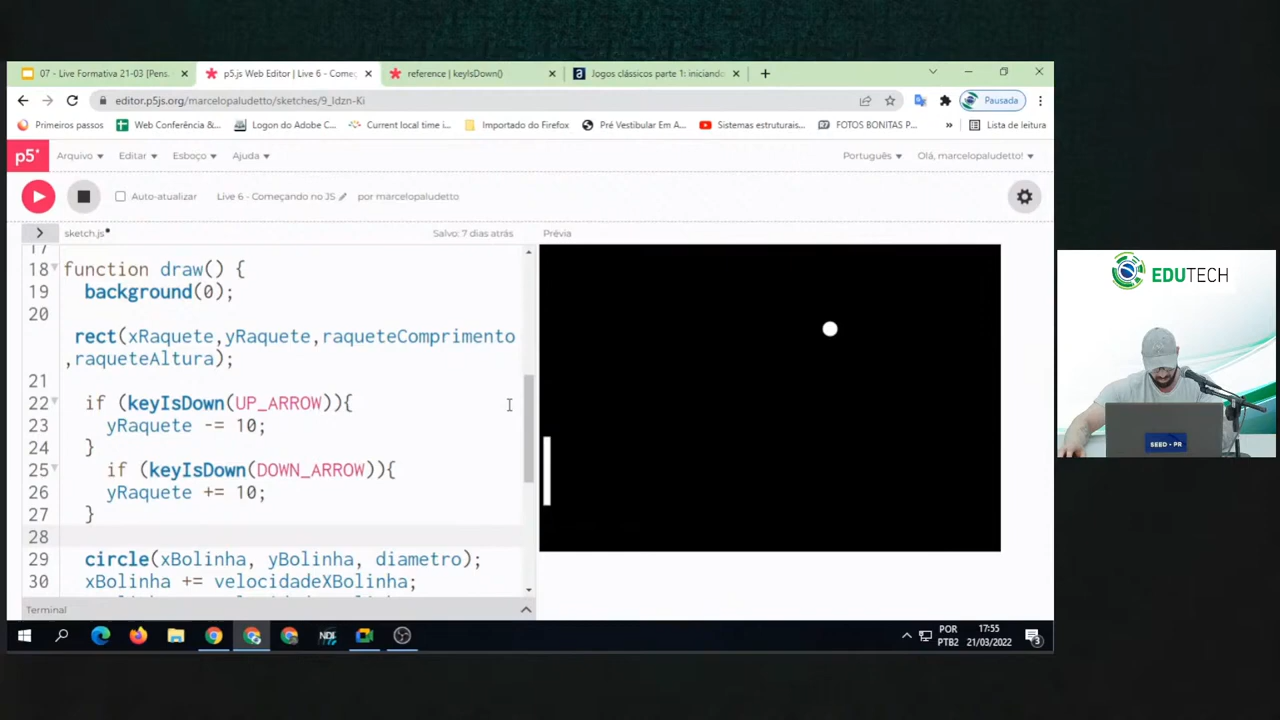 07 - Live Formativa 21-03 [Pens.
p5.js Web Editor | Live 6 - Começ
reference | keyIsDown()
Jogos clássicos parte 1: iniciand
editor.p5js.org/marcelopaludetto/sketches/9_ldzn-Ki
Pausada
Primeiros passos
Web Conferência &...
Logon do Adobe C...
Current local time i...
Importado do Firefox
Pré Vestibular Em A...
Sistemas estruturais...
FOTOS BONITAS P...
»
Lista de leitura
p5*
Arquivo
Editar
Esboço
Ajuda
Português
Olá, marcelopaludetto!
Auto-atualizar
Live 6 - Começando no JS
por marcelopaludetto
sketch.js
Salvo: 7 dias atrás
Prévia
17
18 function draw() {
19 background(0);
20
rect(xRaquete,yRaquete,raqueteComprimento
,raqueteAltura);
21
22 if (keyIsDown(UP_ARROW)){
23 yRaquete -= 10;
24 }
25 if (keyIsDown(DOWN_ARROW)){
26 yRaquete += 10;
27 }
28
29 circle(xBolinha, yBolinha, diametro);
30 xBolinha += velocidadeXBolinha;
Terminal
POR
PTB2
17:55
21/03/2022
3
EDUTECH
SEED - PR